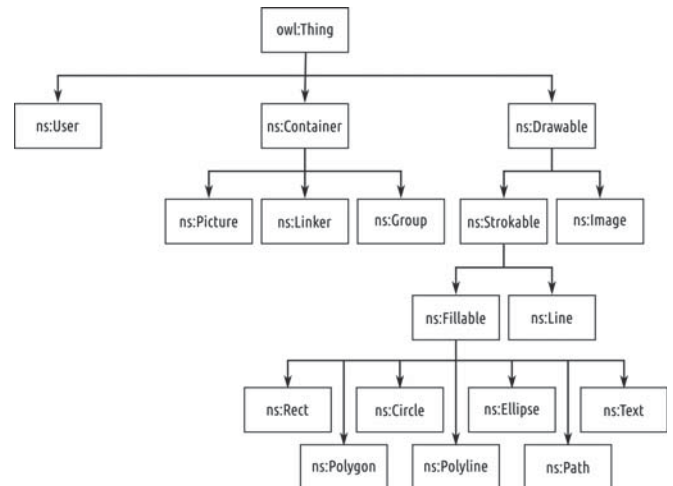 owl:Thing
ns:User
ns:Container
ns:Drawable
ns:Picture
ns:Linker
ns:Group
ns:Strokable
ns:Image
ns:Fillable
ns:Line
ns:Rect
ns:Circle
ns:Ellipse
ns:Text
ns:Polygon
ns:Polyline
ns:Path